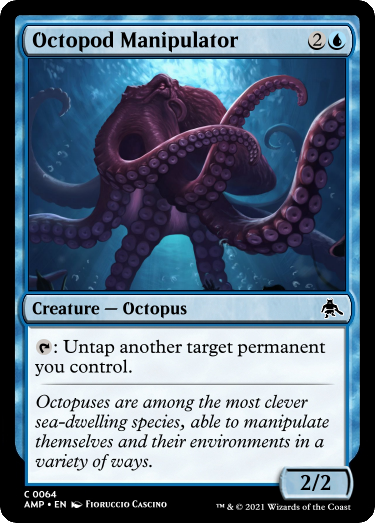 Octopod Manipulator 2
Creature — Octopus
: Untap another target permanent
you control.
Octopuses are among the most clever
sea-dwelling species, able to manipulate
themselves and their environments in a
variety of ways.
2/2
C 0064
AMP • EN Fioruccio Cascino
™ & © 2021 Wizards of the Coast